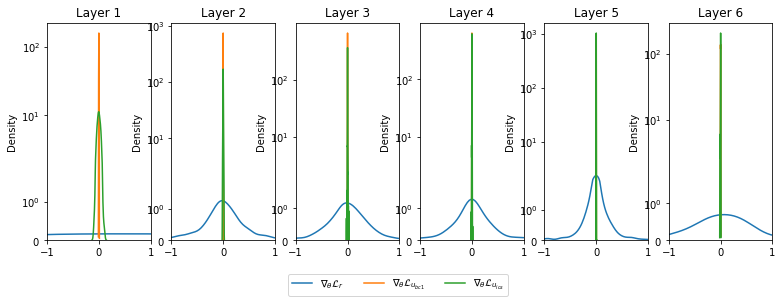 Layer 1 Layer 2 Layer 3 Layer 4 Layer 5 Layer 6
Density Density Density Density Density Density
10² 10³ 10² 10² 10³ 10²
10¹ 10² 10¹ 10¹ 10² 10¹
10⁰ 10¹ 10⁰ 10⁰ 10¹ 10⁰
0 10⁰ 0 0 10⁰ 0
0 0
−1 0 1 −1 0 1 −1 0 1 −1 0 1 −1 0 1 −1 0 1
∇θℒr ∇θℒu_bc1 ∇θℒu_ics